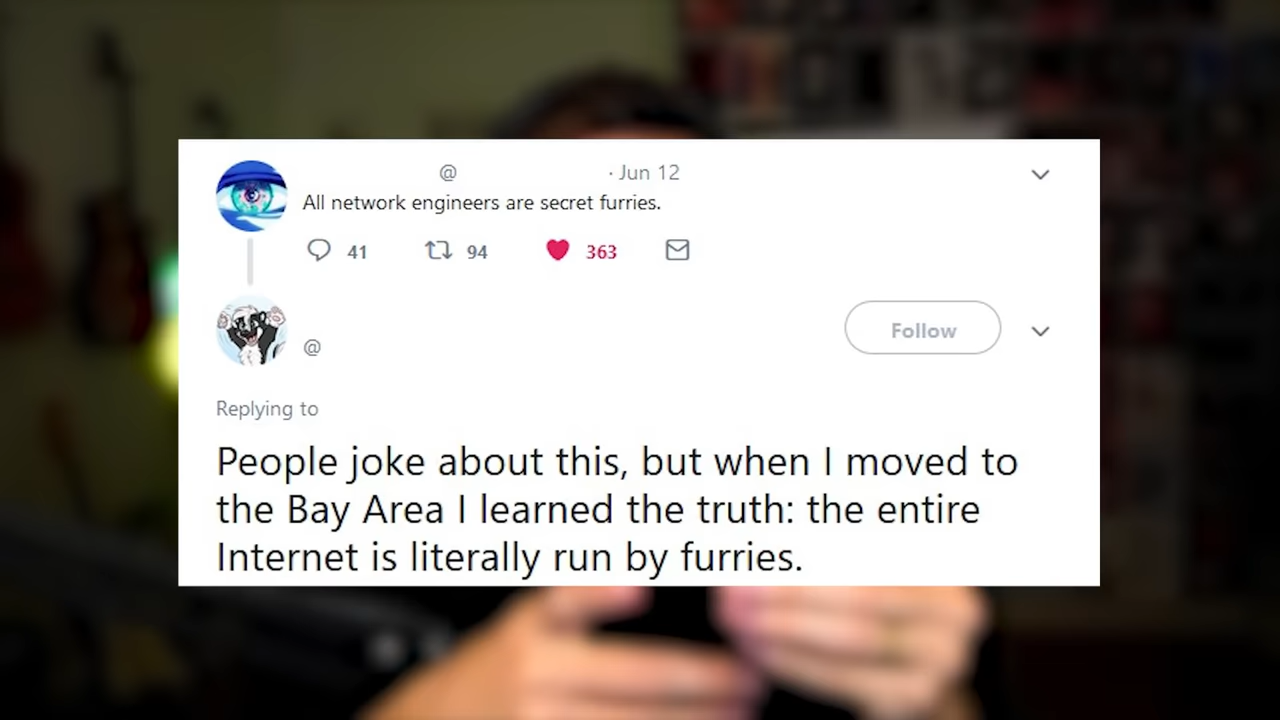 @ · Jun 12
All network engineers are secret furries.
41 94 363
@
Follow
Replying to
People joke about this, but when I moved to
the Bay Area I learned the truth: the entire
Internet is literally run by furries.